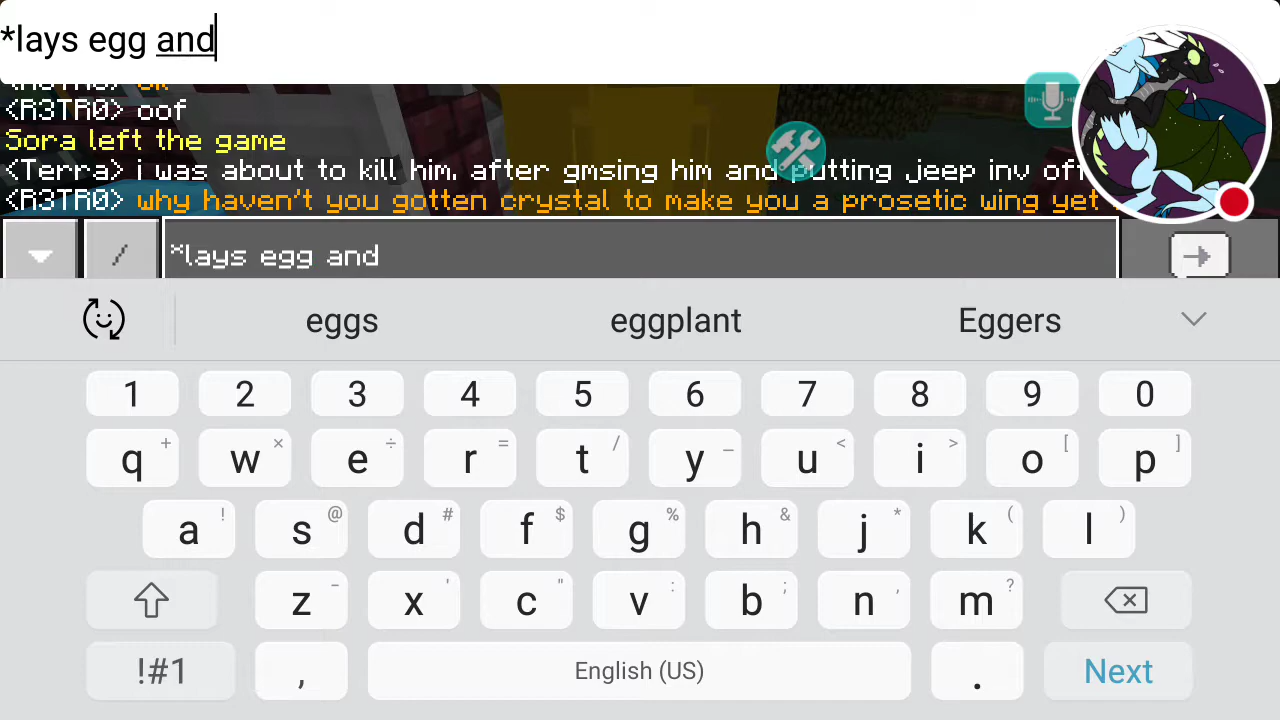 *lays egg and
<R3TR0> ok
<R3TR0> oof
Sora left the game
<Terra> i was about to kill him. after gmsing him and putting jeep inv off
<R3TR0> why haven't you gotten crystal to make you a prosetic wing yet
/
*lays egg and
eggs eggplant Eggers
1 2 3 4 5 6 7 8 9 0
q + w × e ÷ r = t / y _ u < i > o [ p ]
a ! s @ d # f $ g % h & j * k ( l )
z - x ' c " v : b ; n , m ?
!#1 , English (US) . Next